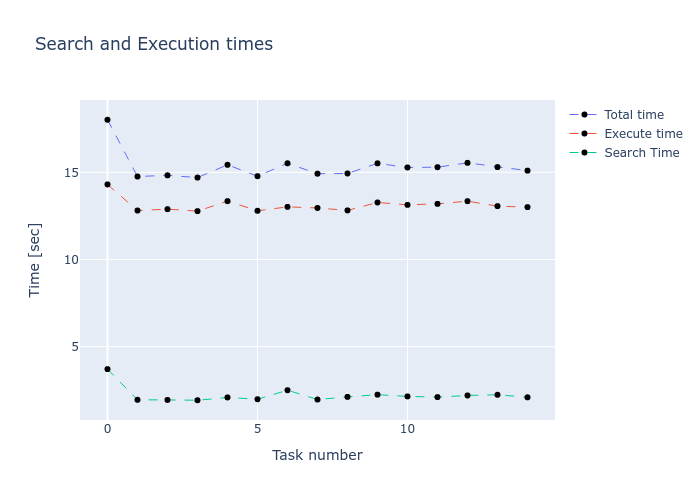 Search and Execution times
Total time
Execute time
Search Time
15
10
5
0
5
10
Time [sec]
Task number